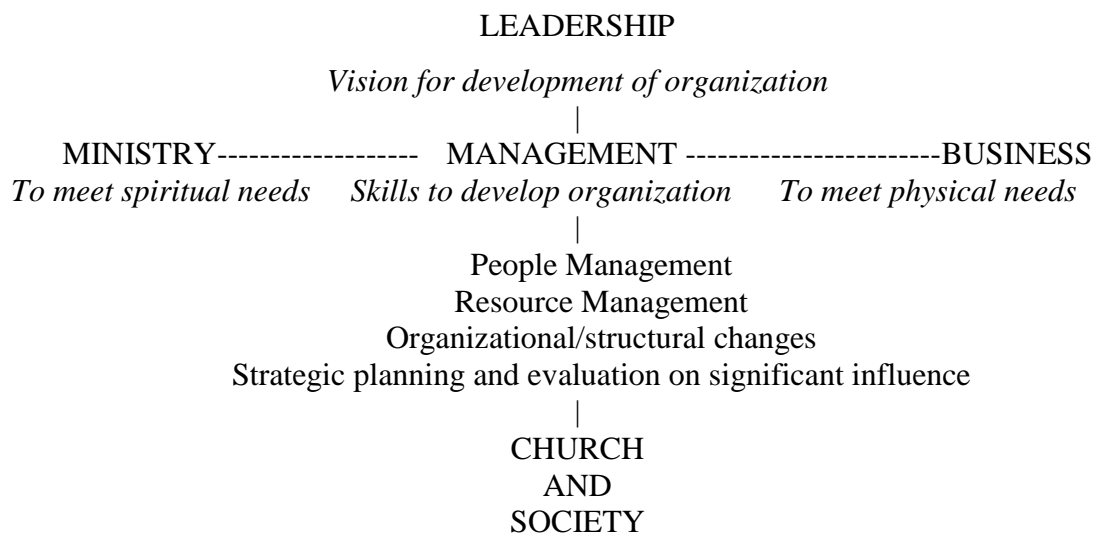 LEADERSHIP
Vision for development of organization
|
MINISTRY------------------- MANAGEMENT ------------------------BUSINESS
To meet spiritual needs Skills to develop organization To meet physical needs
|
People Management
Resource Management
Organizational/structural changes
Strategic planning and evaluation on significant influence
|
CHURCH
AND
SOCIETY